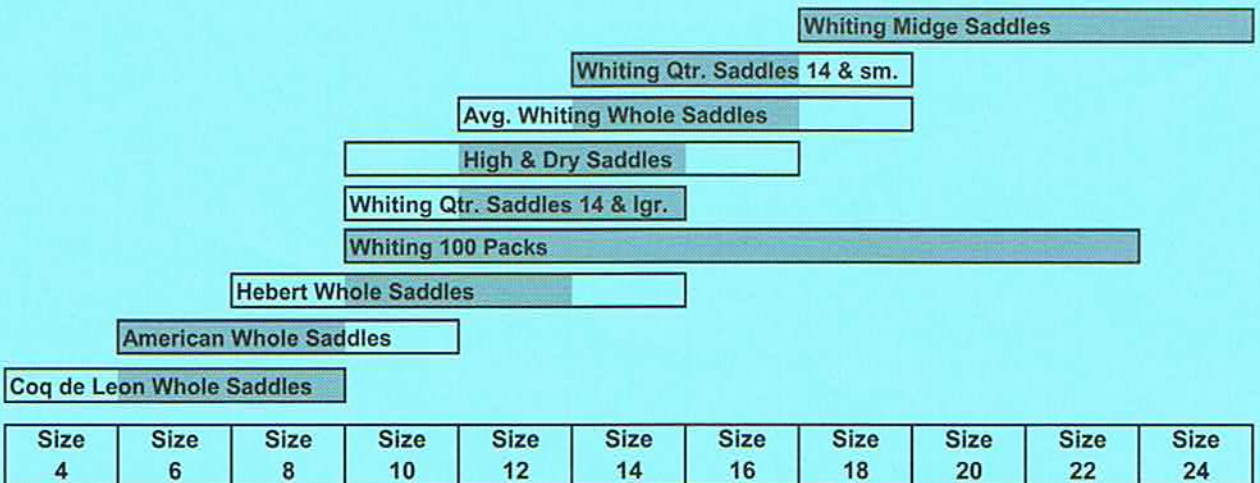 Whiting Midge Saddles
Whiting Qtr. Saddles 14 & sm.
Avg. Whiting Whole Saddles
High & Dry Saddles
Whiting Qtr. Saddles 14 & lgr.
Whiting 100 Packs
Hebert Whole Saddles
American Whole Saddles
Coq de Leon Whole Saddles
Size Size Size Size Size Size Size Size Size Size Size
4 6 8 10 12 14 16 18 20 22 24